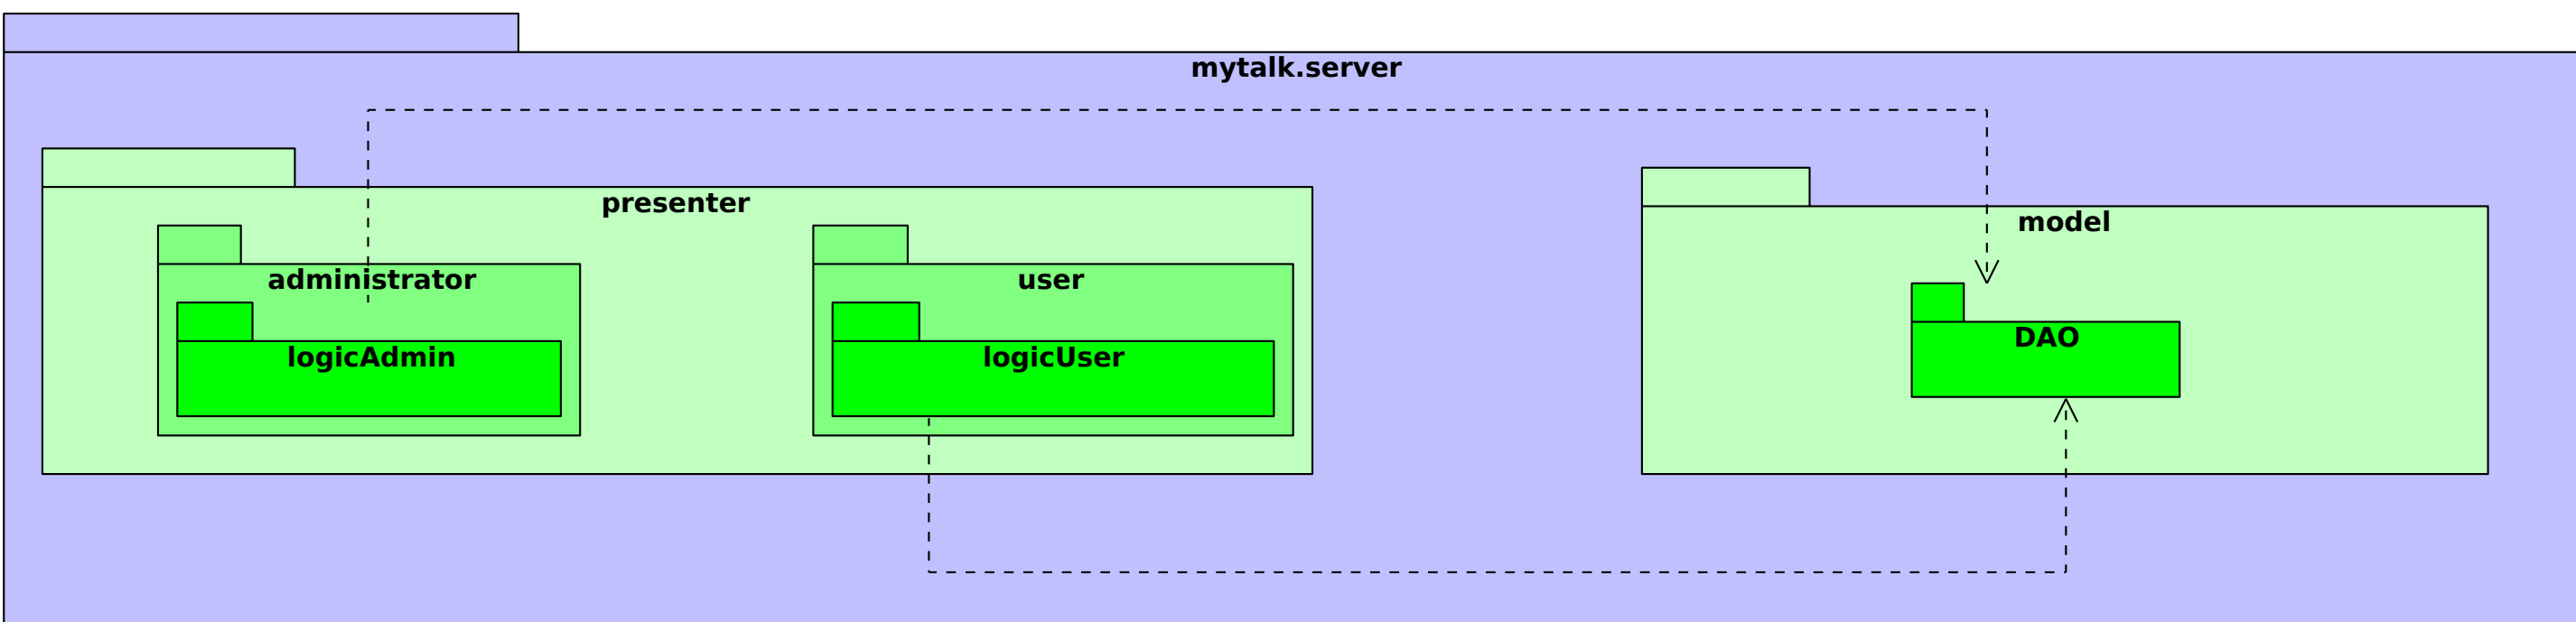 mytalk.server
presenter
model
administrator
user
DAO
logicAdmin
logicUser